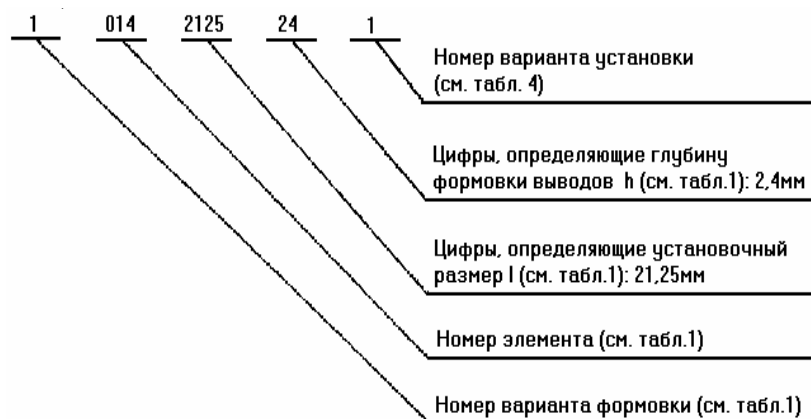 1 014 2125 24 1
Номер варианта установки
(см. табл. 4)
Цифры, определяющие глубину
формовки выводов h (см. табл.1): 2,4мм
Цифры, определяющие установочный
размер l (см. табл.1): 21,25мм
Номер элемента (см. табл.1)
Номер варианта формовки (см. табл.1)